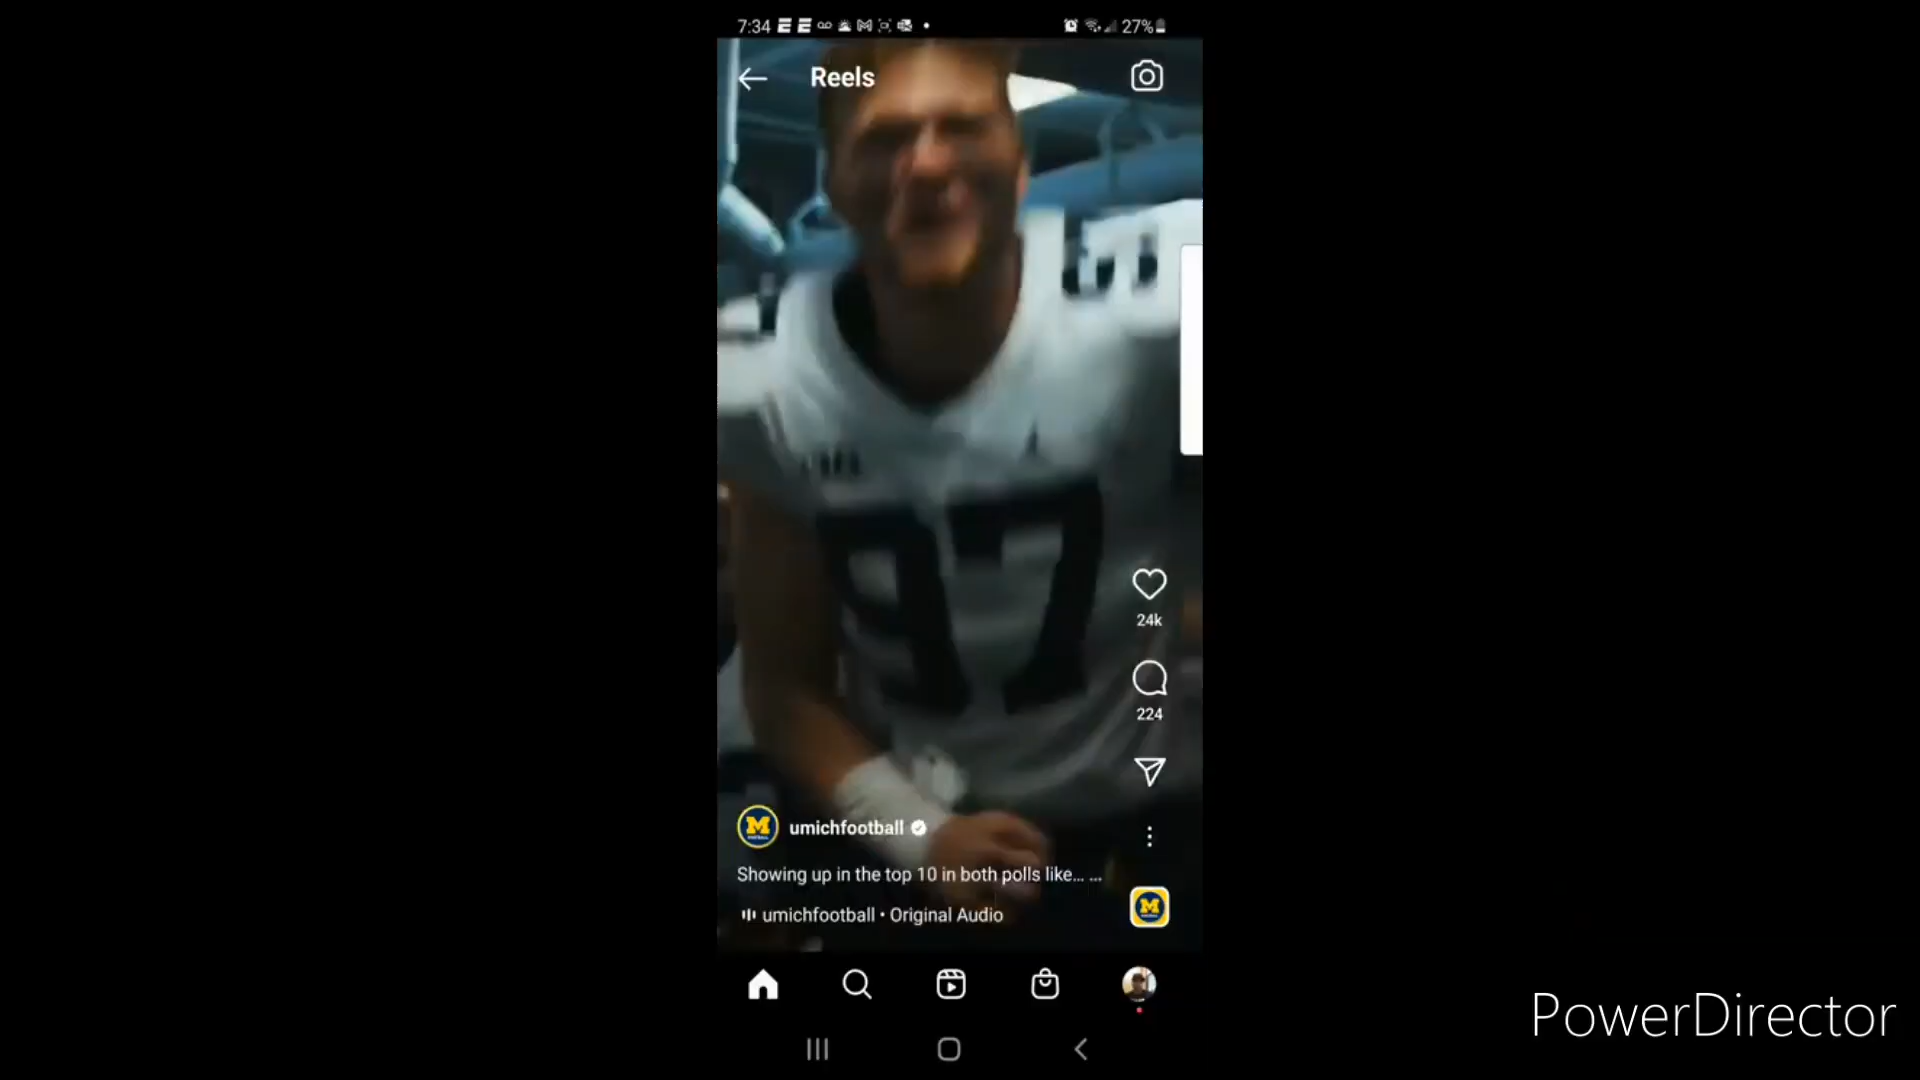 7:34
27%
Reels
97
24k
224
M
umichfootball
Showing up in the top 10 in both polls like... ...
umichfootball • Original Audio
M
PowerDirector